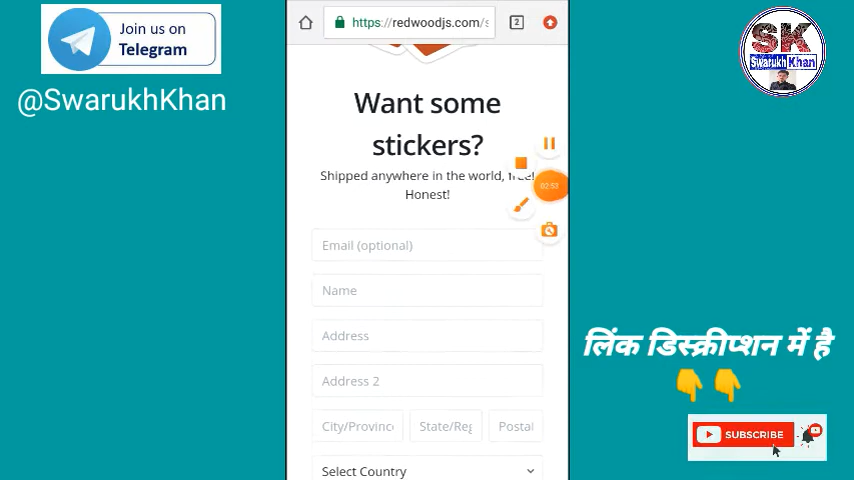 Join us on
Telegram
@SwarukhKhan
https://redwoodjs.com/s
2
SK
Swarukh Khan
Want some
stickers?
Shipped anywhere in the world, free!
Honest!
02:53
Email (optional)
Name
Address
Address 2
City/Province
State/Reg
Postal
Select Country
लिंक डिस्क्रीप्शन में है
SUBSCRIBE